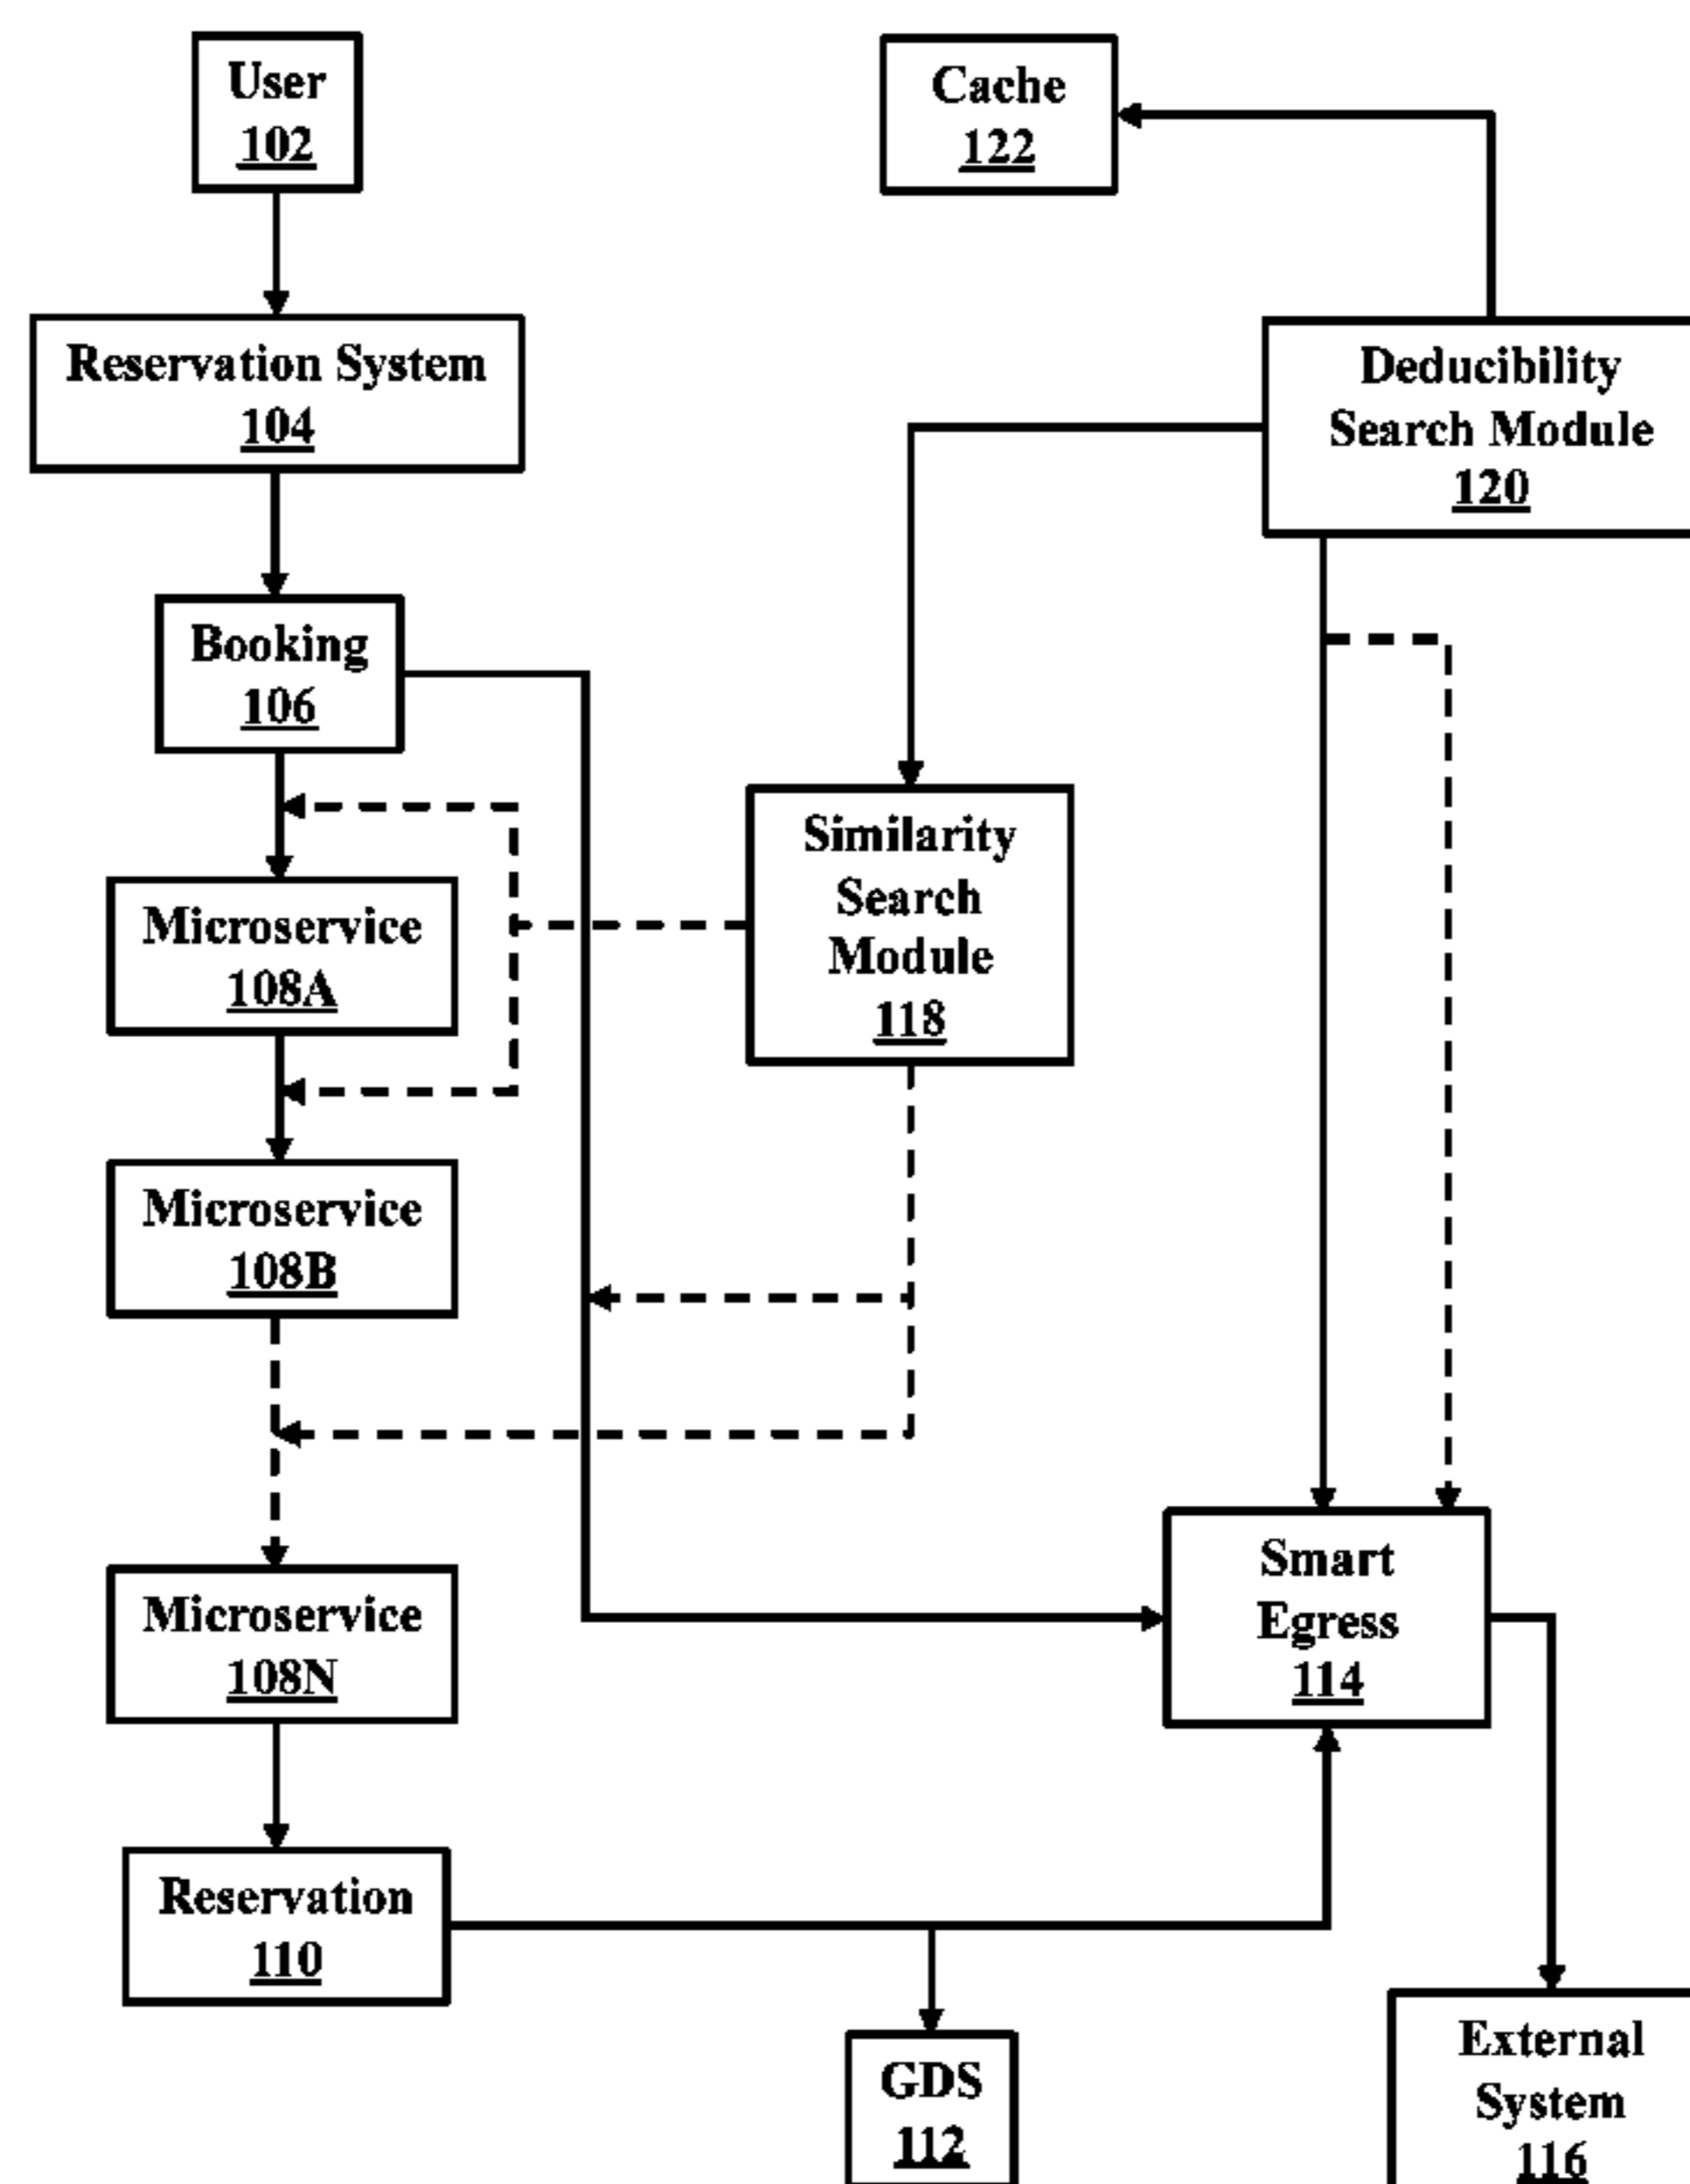 User
102
Cache
122
Reservation System
104
Deducibility
Search Module
120
Booking
106
Similarity
Search
Module
118
Microservice
108A
Microservice
108B
Smart
Egress
114
Microservice
108N
Reservation
110
GDS
112
External
System
116